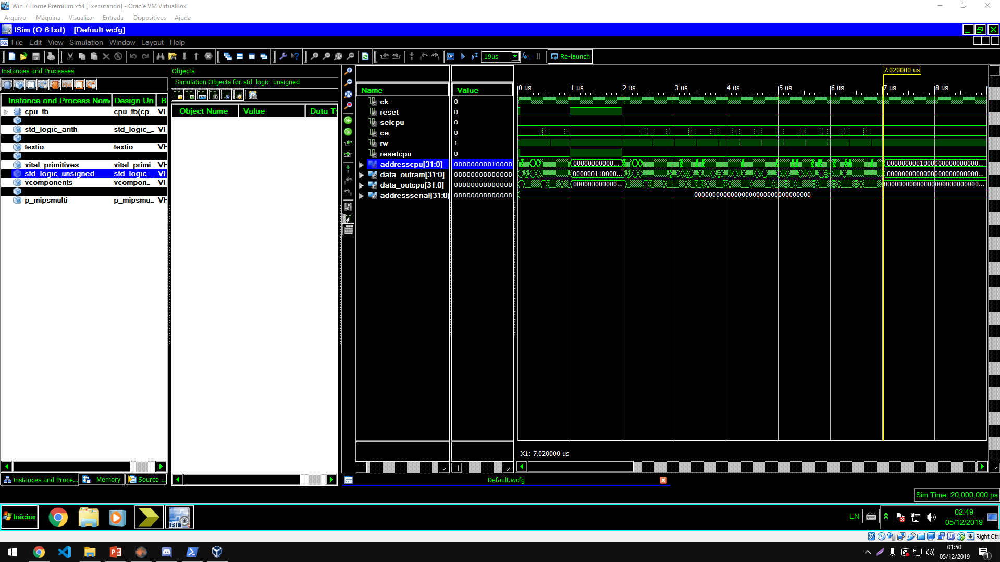 Win 7 Home Premium x64 [Executando] - Oracle VM VirtualBox
Arquivo Máquina Visualizar Entrada Dispositivos Ajuda
ISim (O.61xd) - [Default.wcfg]
File Edit View Simulation Window Layout Help
19us Re-launch
Instances and Processes
Instance and Process Nam Design Uni B
cpu_tb cpu_tb(cp_ VH
std_logic_arith std_logic_... VH
textio textio VH
vital_primitives vital_primi... VH
std_logic_unsigned std_logic_... VH
vcomponents vcompon_ VH
p_mipsmulti p_mipsmu_ VH
Instances and Proce... Memory Source ...
Objects
Simulation Objects for std_logic_unsigned
Object Name Value Data Ty
Name Value
ck 0
reset 0
selcpu 0
ce 0
rw 1
resetcpu 0
addresscpu[31:0] 00000000010000
data_outram[31:0] 00000000000000
data_outcpu[31:0] 00000000000000
addressserial[31:0] 00000000000000
7.020000 us
0 us 1 us 2 us 3 us 4 us 5 us 6 us 7 us 8 us
00000000000... 0000000001000000000000000...
000000110000... 0000000000000000000000000...
000000000000... 00000000000000000000000000...
00000000000000000000000000000000
X1: 7.020000 us
Default.wcfg
Sim Time: 20,000,000 ps
Iniciar
ISim
EN
02:49
05/12/2019
Right Ctrl
01:50
05/12/2019
1